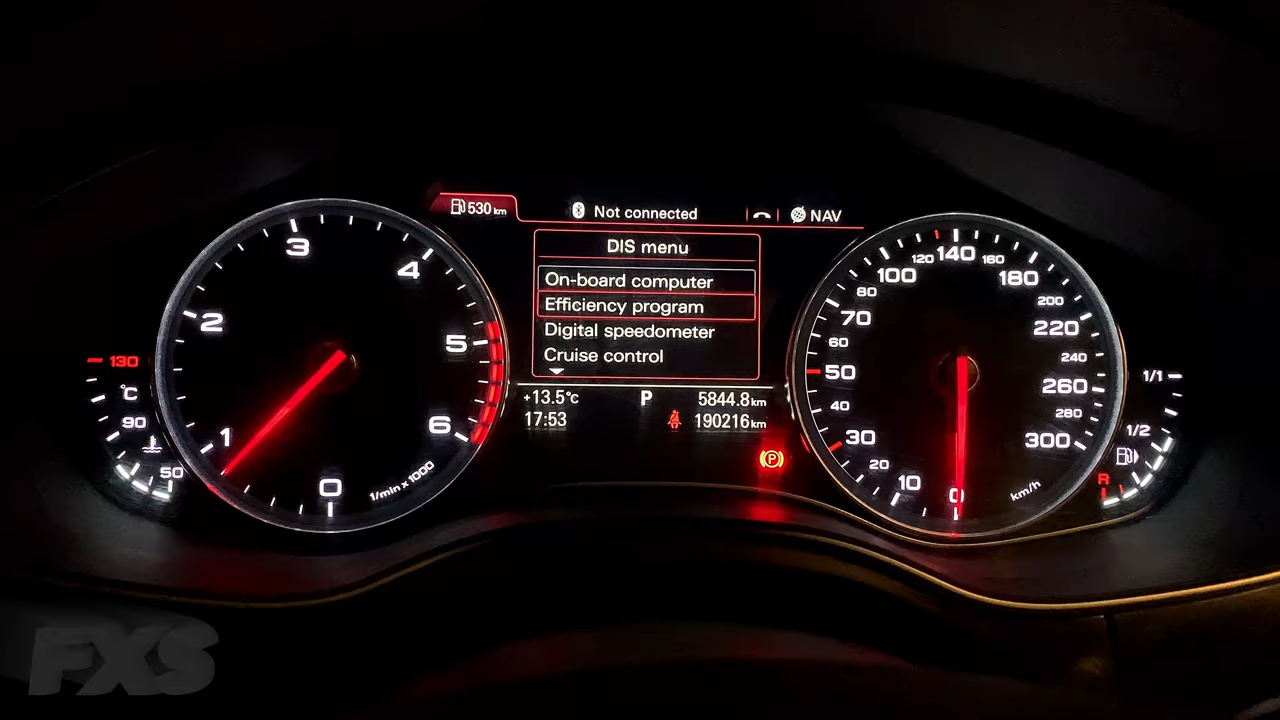 530 km
Not connected
NAV
DIS menu
On-board computer
Efficiency program
Digital speedometer
Cruise control
+13.5°C
P
5844.8 km
17:53
190216 km
P
0
1
2
3
4
5
6
1/min x 1000
130
°C
90
50
0
10
20
30
40
50
60
70
80
100
120
140
160
180
200
220
240
260
280
300
km/h
1/1
1/2
R
FXS